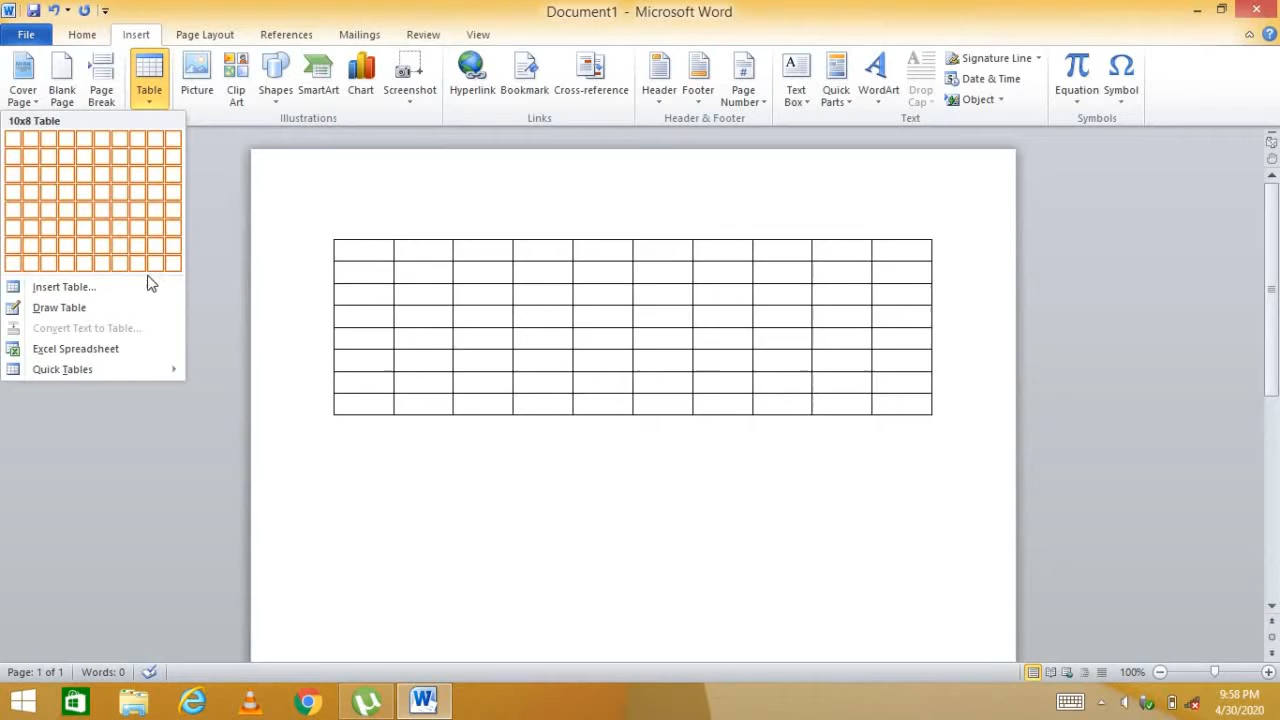 Document1 - Microsoft Word
File Home Insert Page Layout References Mailings Review View
Cover Page
Blank Page
Page Break
Table
Picture
Clip Art
Shapes
SmartArt
Chart
Screenshot
Hyperlink
Bookmark
Cross-reference
Header
Footer
Page Number
Text Box
Quick Parts
WordArt
Drop Cap
Signature Line
Date & Time
Object
Equation
Symbol
Illustrations
Links
Header & Footer
Text
Symbols
10x8 Table
Insert Table...
Draw Table
Convert Text to Table...
Excel Spreadsheet
Quick Tables
Page: 1 of 1
Words: 0
100%
9:58 PM
4/30/2020